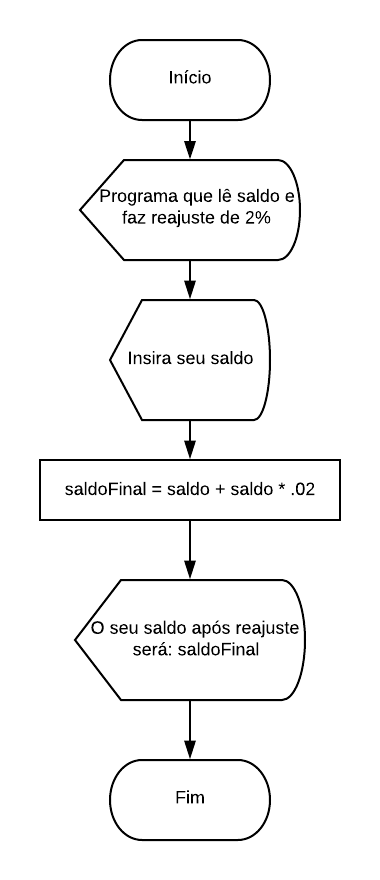 Início
Programa que lê saldo e
faz reajuste de 2%
Insira seu saldo
saldoFinal = saldo + saldo * .02
O seu saldo após reajuste
será: saldoFinal
Fim